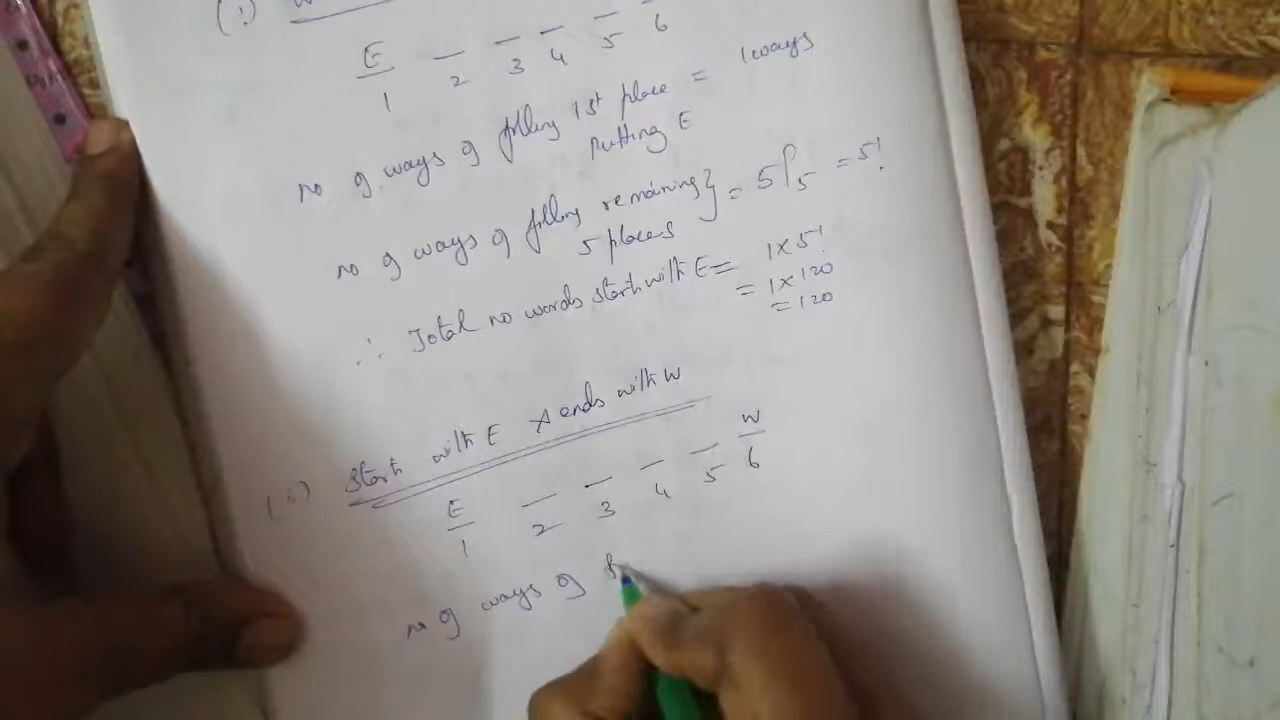 (i)
E
1 2 3 4 5 6
no of ways of filling 1st place = 1 ways
putting E
no of ways of filling remaining } = 5P5 = 5!
5 places
∴ Total no words start with E = 1 x 5!
= 1 x 120
= 120
(ii) Start with E & ends with W
E W
1 2 3 4 5 6
no of ways of f